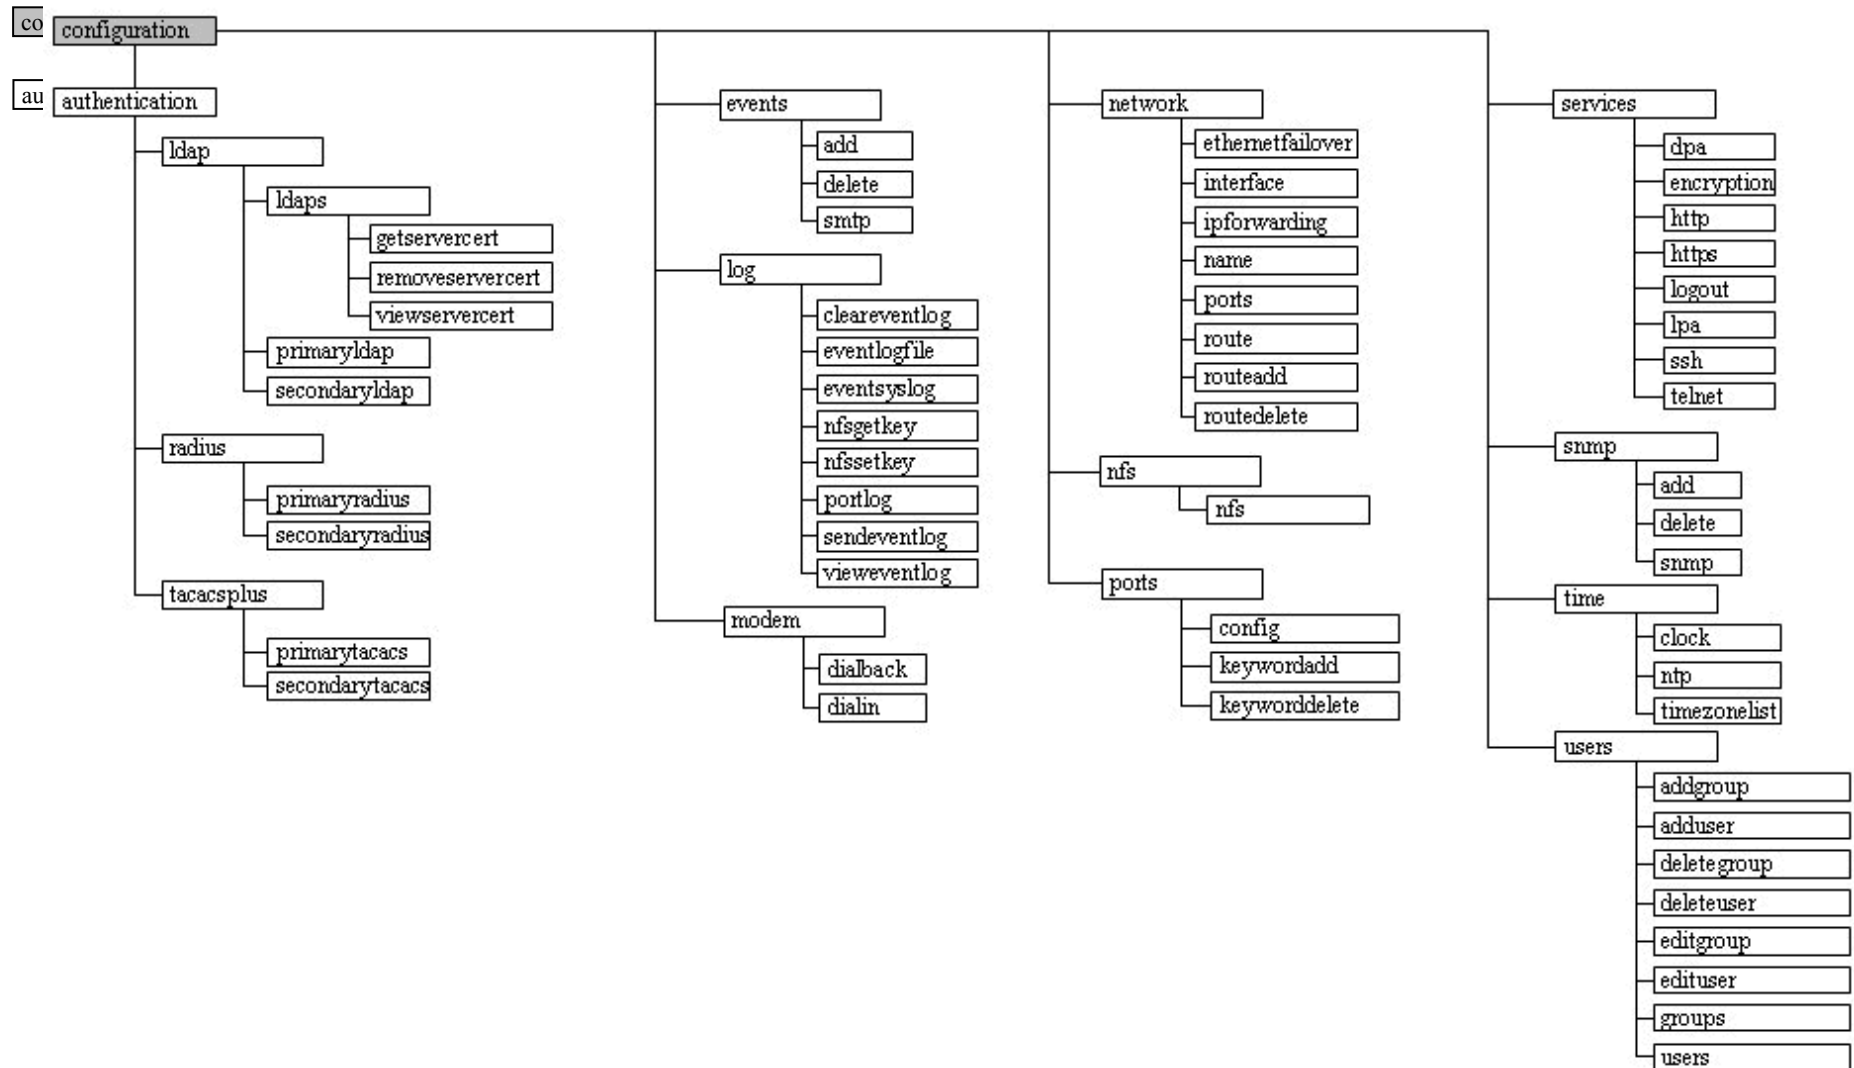 co
configuration
au
authentication
ldap
ldaps
getservercert
removeservercert
viewservercert
primaryldap
secondaryldap
radius
primaryradius
secondaryradius
tacacsplus
primarytacacs
secondarytacacs
events
add
delete
smtp
log
cleareventlog
eventlogfile
eventsyslog
nfsgetkey
nfssetkey
portlog
sendeventlog
vieweventlog
modem
dialback
dialin
network
ethernetfailover
interface
ipforwarding
name
ports
route
routeadd
routedelete
nfs
nfs
ports
config
keywordadd
keyworddelete
services
dpa
encryption
http
https
logout
lpa
ssh
telnet
snmp
add
delete
snmp
time
clock
ntp
timezonelist
users
addgroup
adduser
deletegroup
deleteuser
editgroup
edituser
groups
users